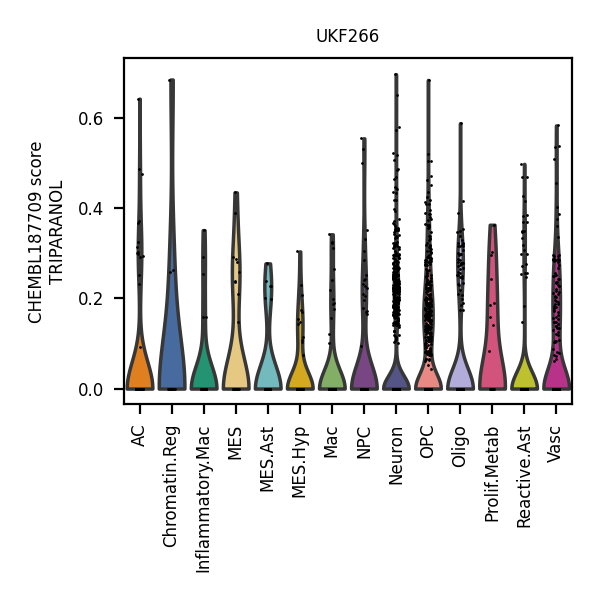 UKF266
CHEMBL187709 score
TRIPARANOL
0.6
0.4
0.2
0.0
AC
Chromatin.Reg
Inflammatory.Mac
MES
MES.Ast
MES.Hyp
Mac
NPC
Neuron
OPC
Oligo
Prolif.Metab
Reactive.Ast
Vasc